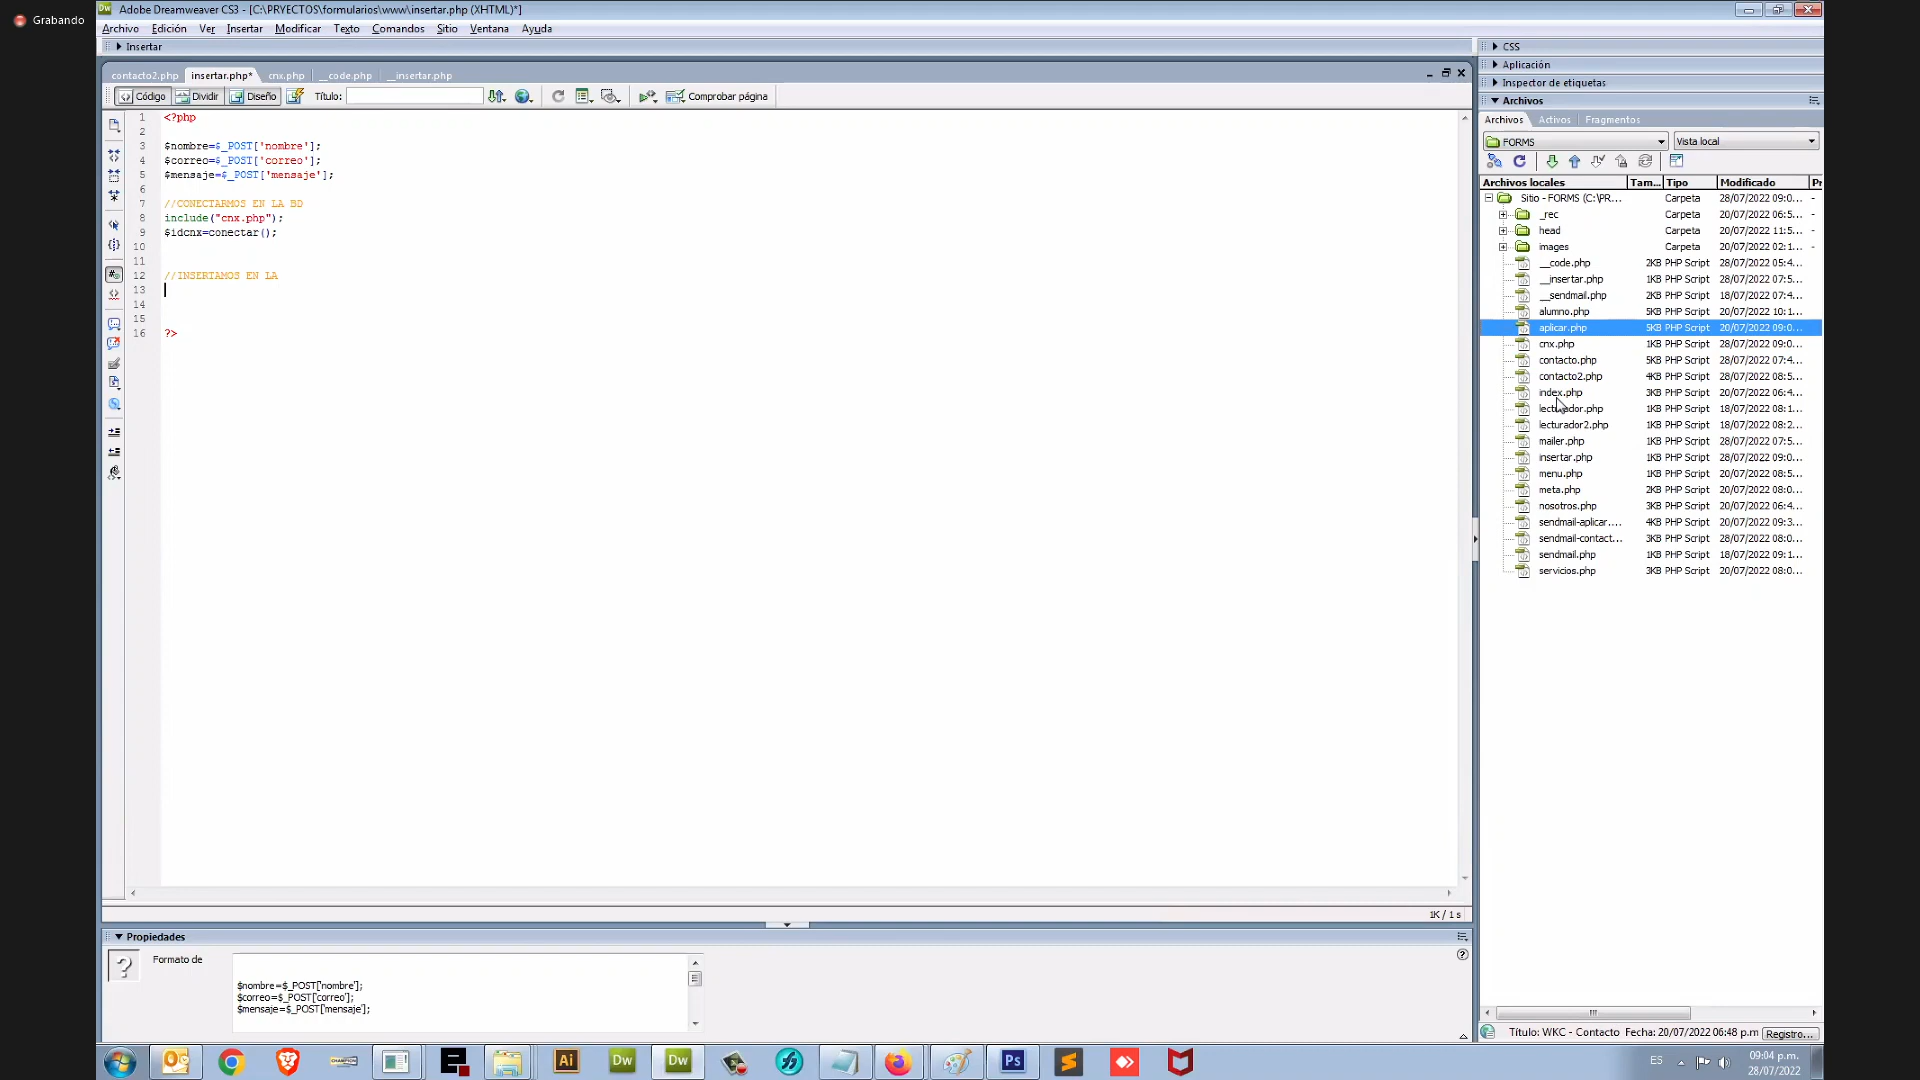 Grabando
Adobe Dreamweaver CS3 - [C:\PRYECTOS\formularios\www\insertar.php (XHTML)*]
Archivo Edición Ver Insertar Modificar Texto Comandos Sitio Ventana Ayuda
Insertar
contacto2.php insertar.php* cnx.php __code.php __insertar.php
Código Dividir Diseño Título: Comprobar página
1 <?php
2
3 $nombre=$_POST['nombre'];
4 $correo=$_POST['correo'];
5 $mensaje=$_POST['mensaje'];
6
7 //CONECTARMOS EN LA BD
8 include("cnx.php");
9 $idcnx=conectar();
10
11
12 //INSERTAMOS EN LA
13
14
15
16 ?>
1K / 1 s
Propiedades
Formato de
$nombre=$_POST['nombre'];
$correo=$_POST['correo'];
$mensaje=$_POST['mensaje'];
CSS
Aplicación
Inspector de etiquetas
Archivos
Archivos Activos Fragmentos
FORMS Vista local
Archivos locales Tam... Tipo Modificado Pr
Sitio - FORMS (C:\PR... Carpeta 28/07/2022 09:0... -
_rec Carpeta 20/07/2022 06:5... -
head Carpeta 20/07/2022 11:5... -
images Carpeta 20/07/2022 02:1... -
__code.php 2KB PHP Script 28/07/2022 05:4...
__insertar.php 1KB PHP Script 28/07/2022 07:5...
__sendmail.php 2KB PHP Script 18/07/2022 07:4...
alumno.php 5KB PHP Script 20/07/2022 10:1...
aplicar.php 5KB PHP Script 20/07/2022 09:0...
cnx.php 1KB PHP Script 28/07/2022 09:0...
contacto.php 5KB PHP Script 28/07/2022 07:4...
contacto2.php 4KB PHP Script 28/07/2022 08:5...
index.php 3KB PHP Script 20/07/2022 06:4...
lecturador.php 1KB PHP Script 18/07/2022 08:1...
lecturador2.php 1KB PHP Script 18/07/2022 08:2...
mailer.php 1KB PHP Script 28/07/2022 07:5...
insertar.php 1KB PHP Script 28/07/2022 09:0...
menu.php 1KB PHP Script 20/07/2022 08:5...
meta.php 2KB PHP Script 20/07/2022 08:0...
nosotros.php 3KB PHP Script 20/07/2022 06:4...
sendmail-aplicar.... 4KB PHP Script 20/07/2022 09:3...
sendmail-contact... 3KB PHP Script 28/07/2022 08:0...
sendmail.php 1KB PHP Script 18/07/2022 09:1...
servicios.php 3KB PHP Script 20/07/2022 08:0...
Título: WKC - Contacto Fecha: 20/07/2022 06:48 p.m Registro...
Ai Dw Dw Ps
ES 09:04 p.m.
28/07/2022